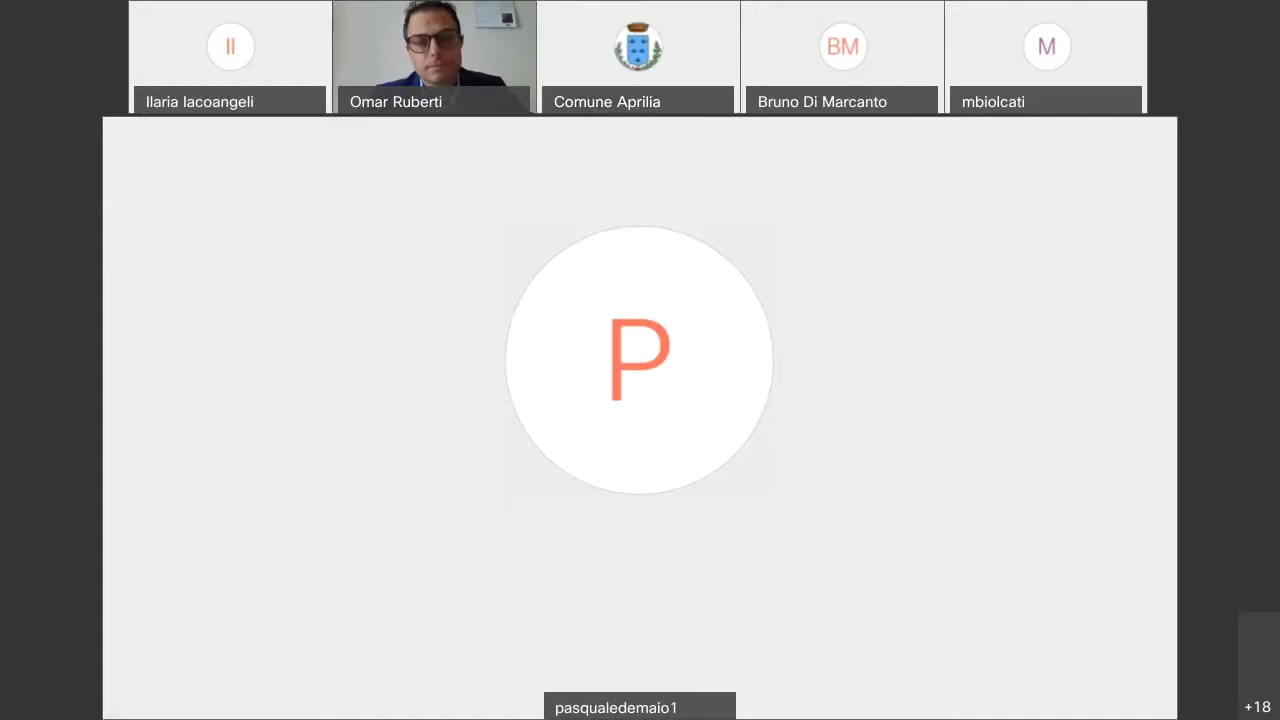 II
BM
M
Ilaria Iacoangeli
Omar Ruberti
Comune Aprilia
Bruno Di Marcanto
mbiolcati
P
pasqualedemaio1
+18